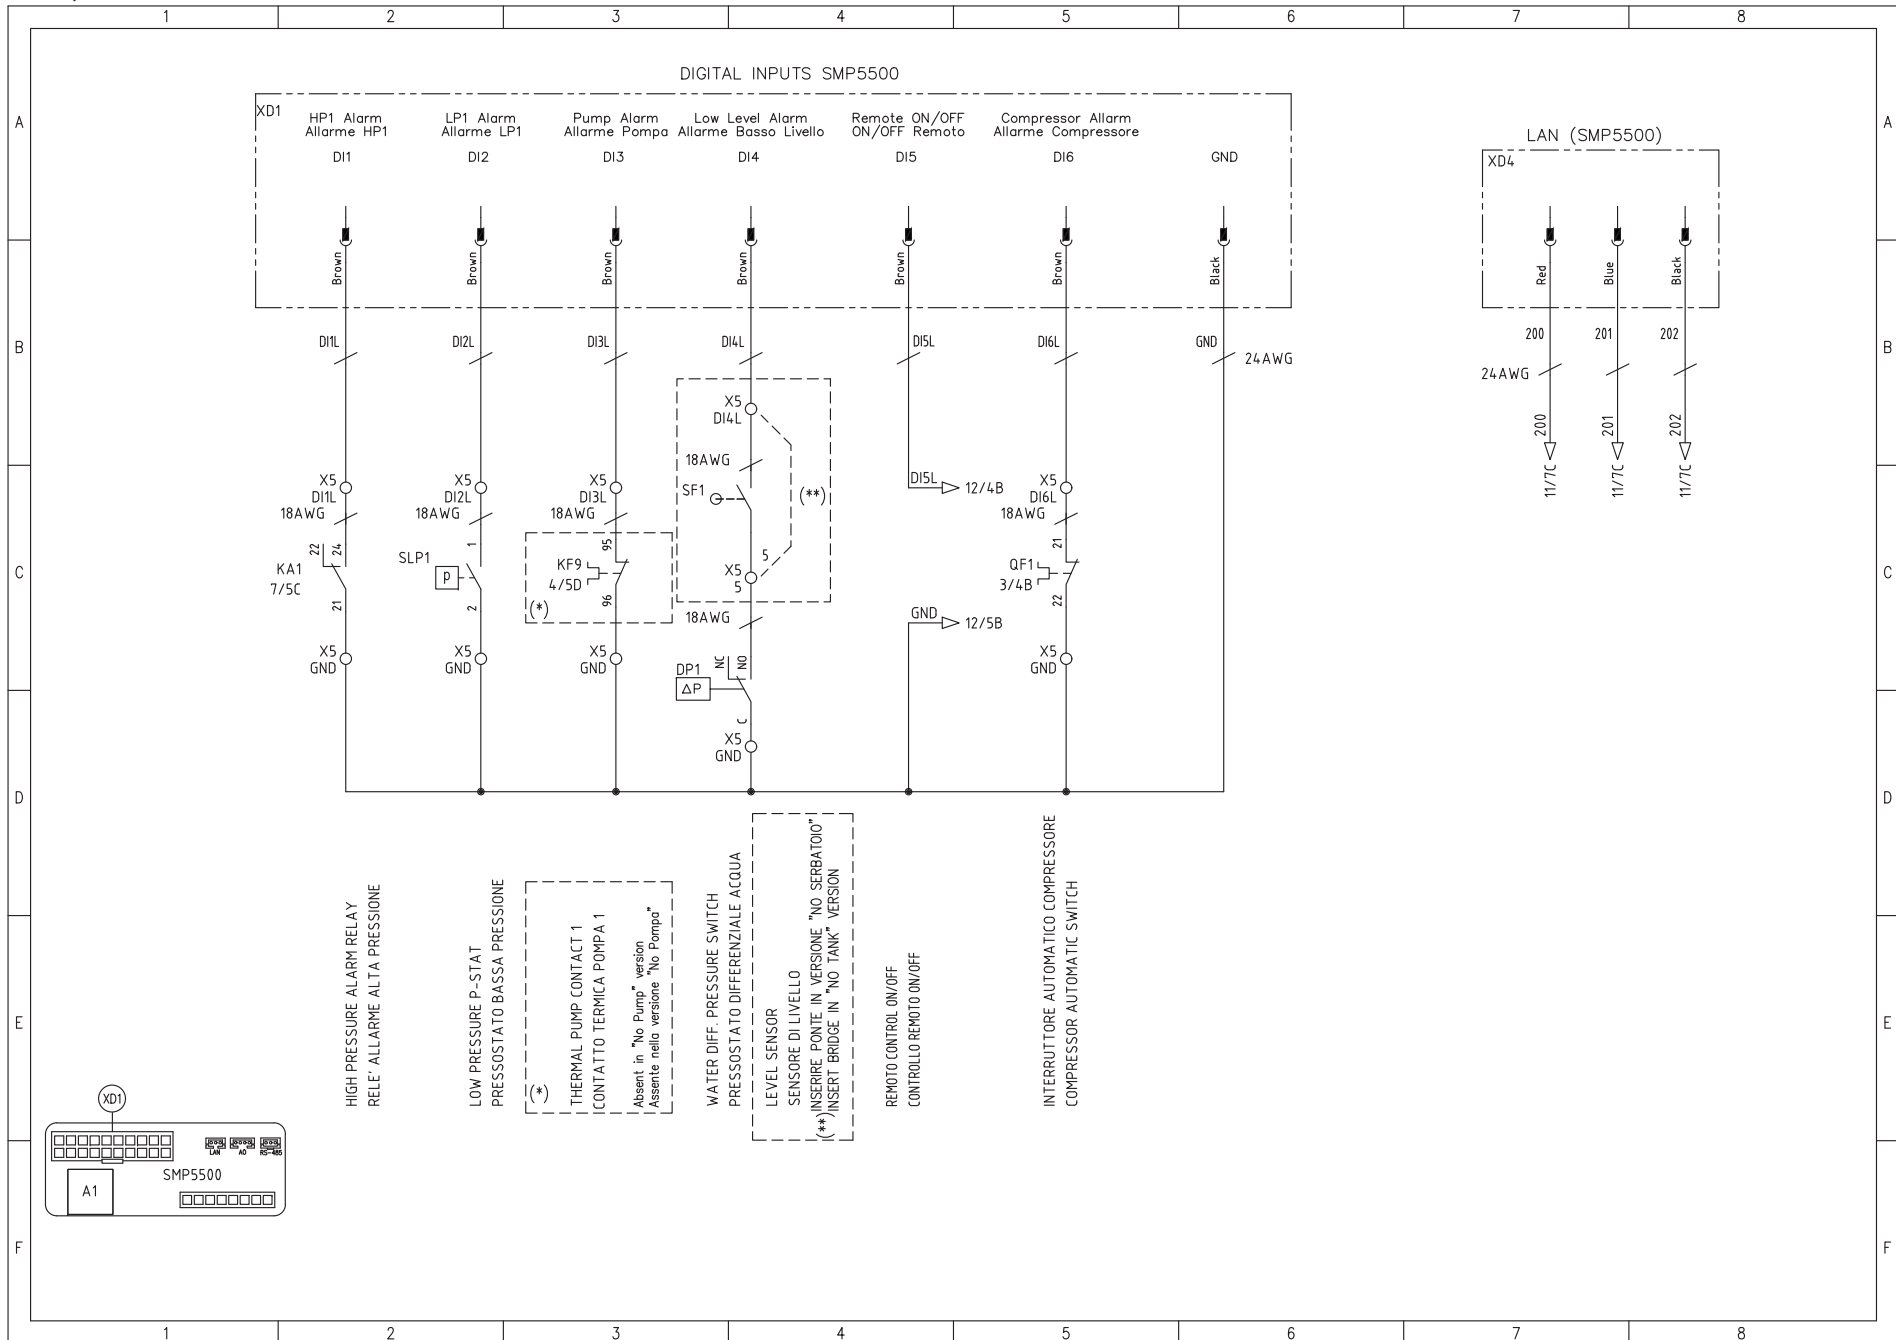 1 2 3 4 5 6 7 8
DIGITAL INPUTS SMP5500
XD1
HP1 Alarm
Allarme HP1
DI1
LP1 Alarm
Allarme LP1
DI2
Pump Alarm
Allarme Pompa
DI3
Low Level Alarm
Allarme Basso Livello
DI4
Remote ON/OFF
ON/OFF Remoto
DI5
Compressor Allarm
Allarme Compressore
DI6
GND
LAN (SMP5500)
XD4
A A
Brown
Brown
Brown
Brown
Brown
Brown
Black
Red
Blue
Black
B B
DI1L
DI2L
DI3L
DI4L
DI5L
DI6L
GND
24AWG
200
201
202
24AWG
200
201
202
11/7C
11/7C
11/7C
X5
DI1L
18AWG
22
24
KA1
7/5C
21
X5
GND
X5
DI2L
18AWG
1
SLP1
P
2
X5
GND
X5
DI3L
18AWG
95
KF9
4/5D
96
(*)
X5
GND
X5
DI4L
18AWG
SF1
(**)
5
X5
5
18AWG
NC
NO
DP1
ΔP
C
X5
GND
DI5L
12/4B
GND
12/5B
X5
DI6L
18AWG
21
QF1
3/4B
22
X5
GND
C C
D D
HIGH PRESSURE ALARM RELAY
RELE' ALLARME ALTA PRESSIONE
LOW PRESSURE P-STAT
PRESSOSTATO BASSA PRESSIONE
(*)
THERMAL PUMP CONTACT 1
CONTATTO TERMICA POMPA 1
Absent in "No Pump" version
Assente nella versione "No Pompa"
WATER DIFF. PRESSURE SWITCH
PRESSOSTATO DIFFERENZIALE ACQUA
LEVEL SENSOR
SENSORE DI LIVELLO
(**)
INSERIRE PONTE IN VERSIONE "NO SERBATOIO"
INSERT BRIDGE IN "NO TANK" VERSION
REMOTO CONTROL ON/OFF
CONTROLLO REMOTO ON/OFF
INTERRUTTORE AUTOMATICO COMPRESSORE
COMPRESSOR AUTOMATIC SWITCH
E E
XD1
LAN
AO
RS-485
SMP5500
A1
F F
1 2 3 4 5 6 7 8